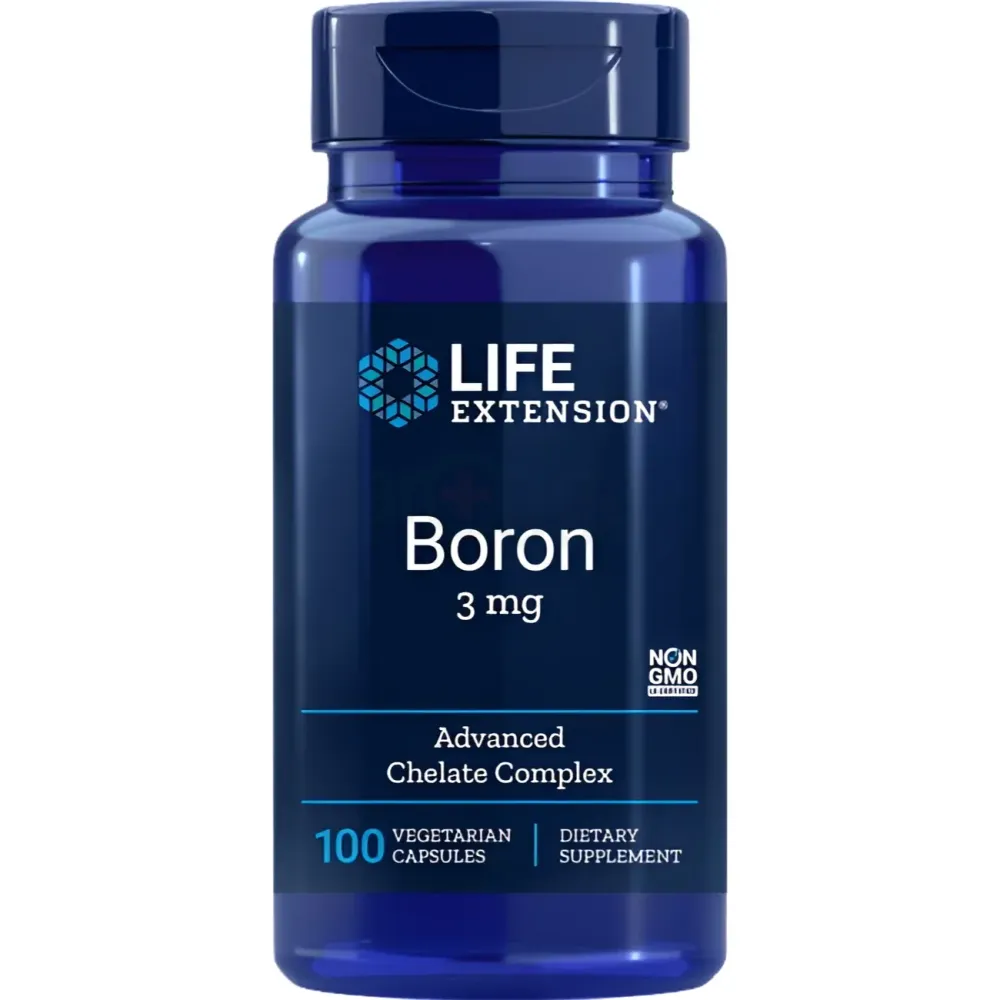 LIFE
EXTENSION®
Boron
3 mg
NON
GMO
Advanced
Chelate Complex
100 VEGETARIAN CAPSULES
DIETARY SUPPLEMENT